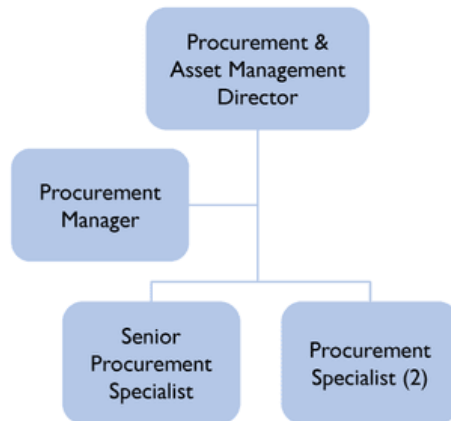 Procurement &
Asset Management
Director
Procurement
Manager
Senior
Procurement
Specialist
Procurement
Specialist (2)